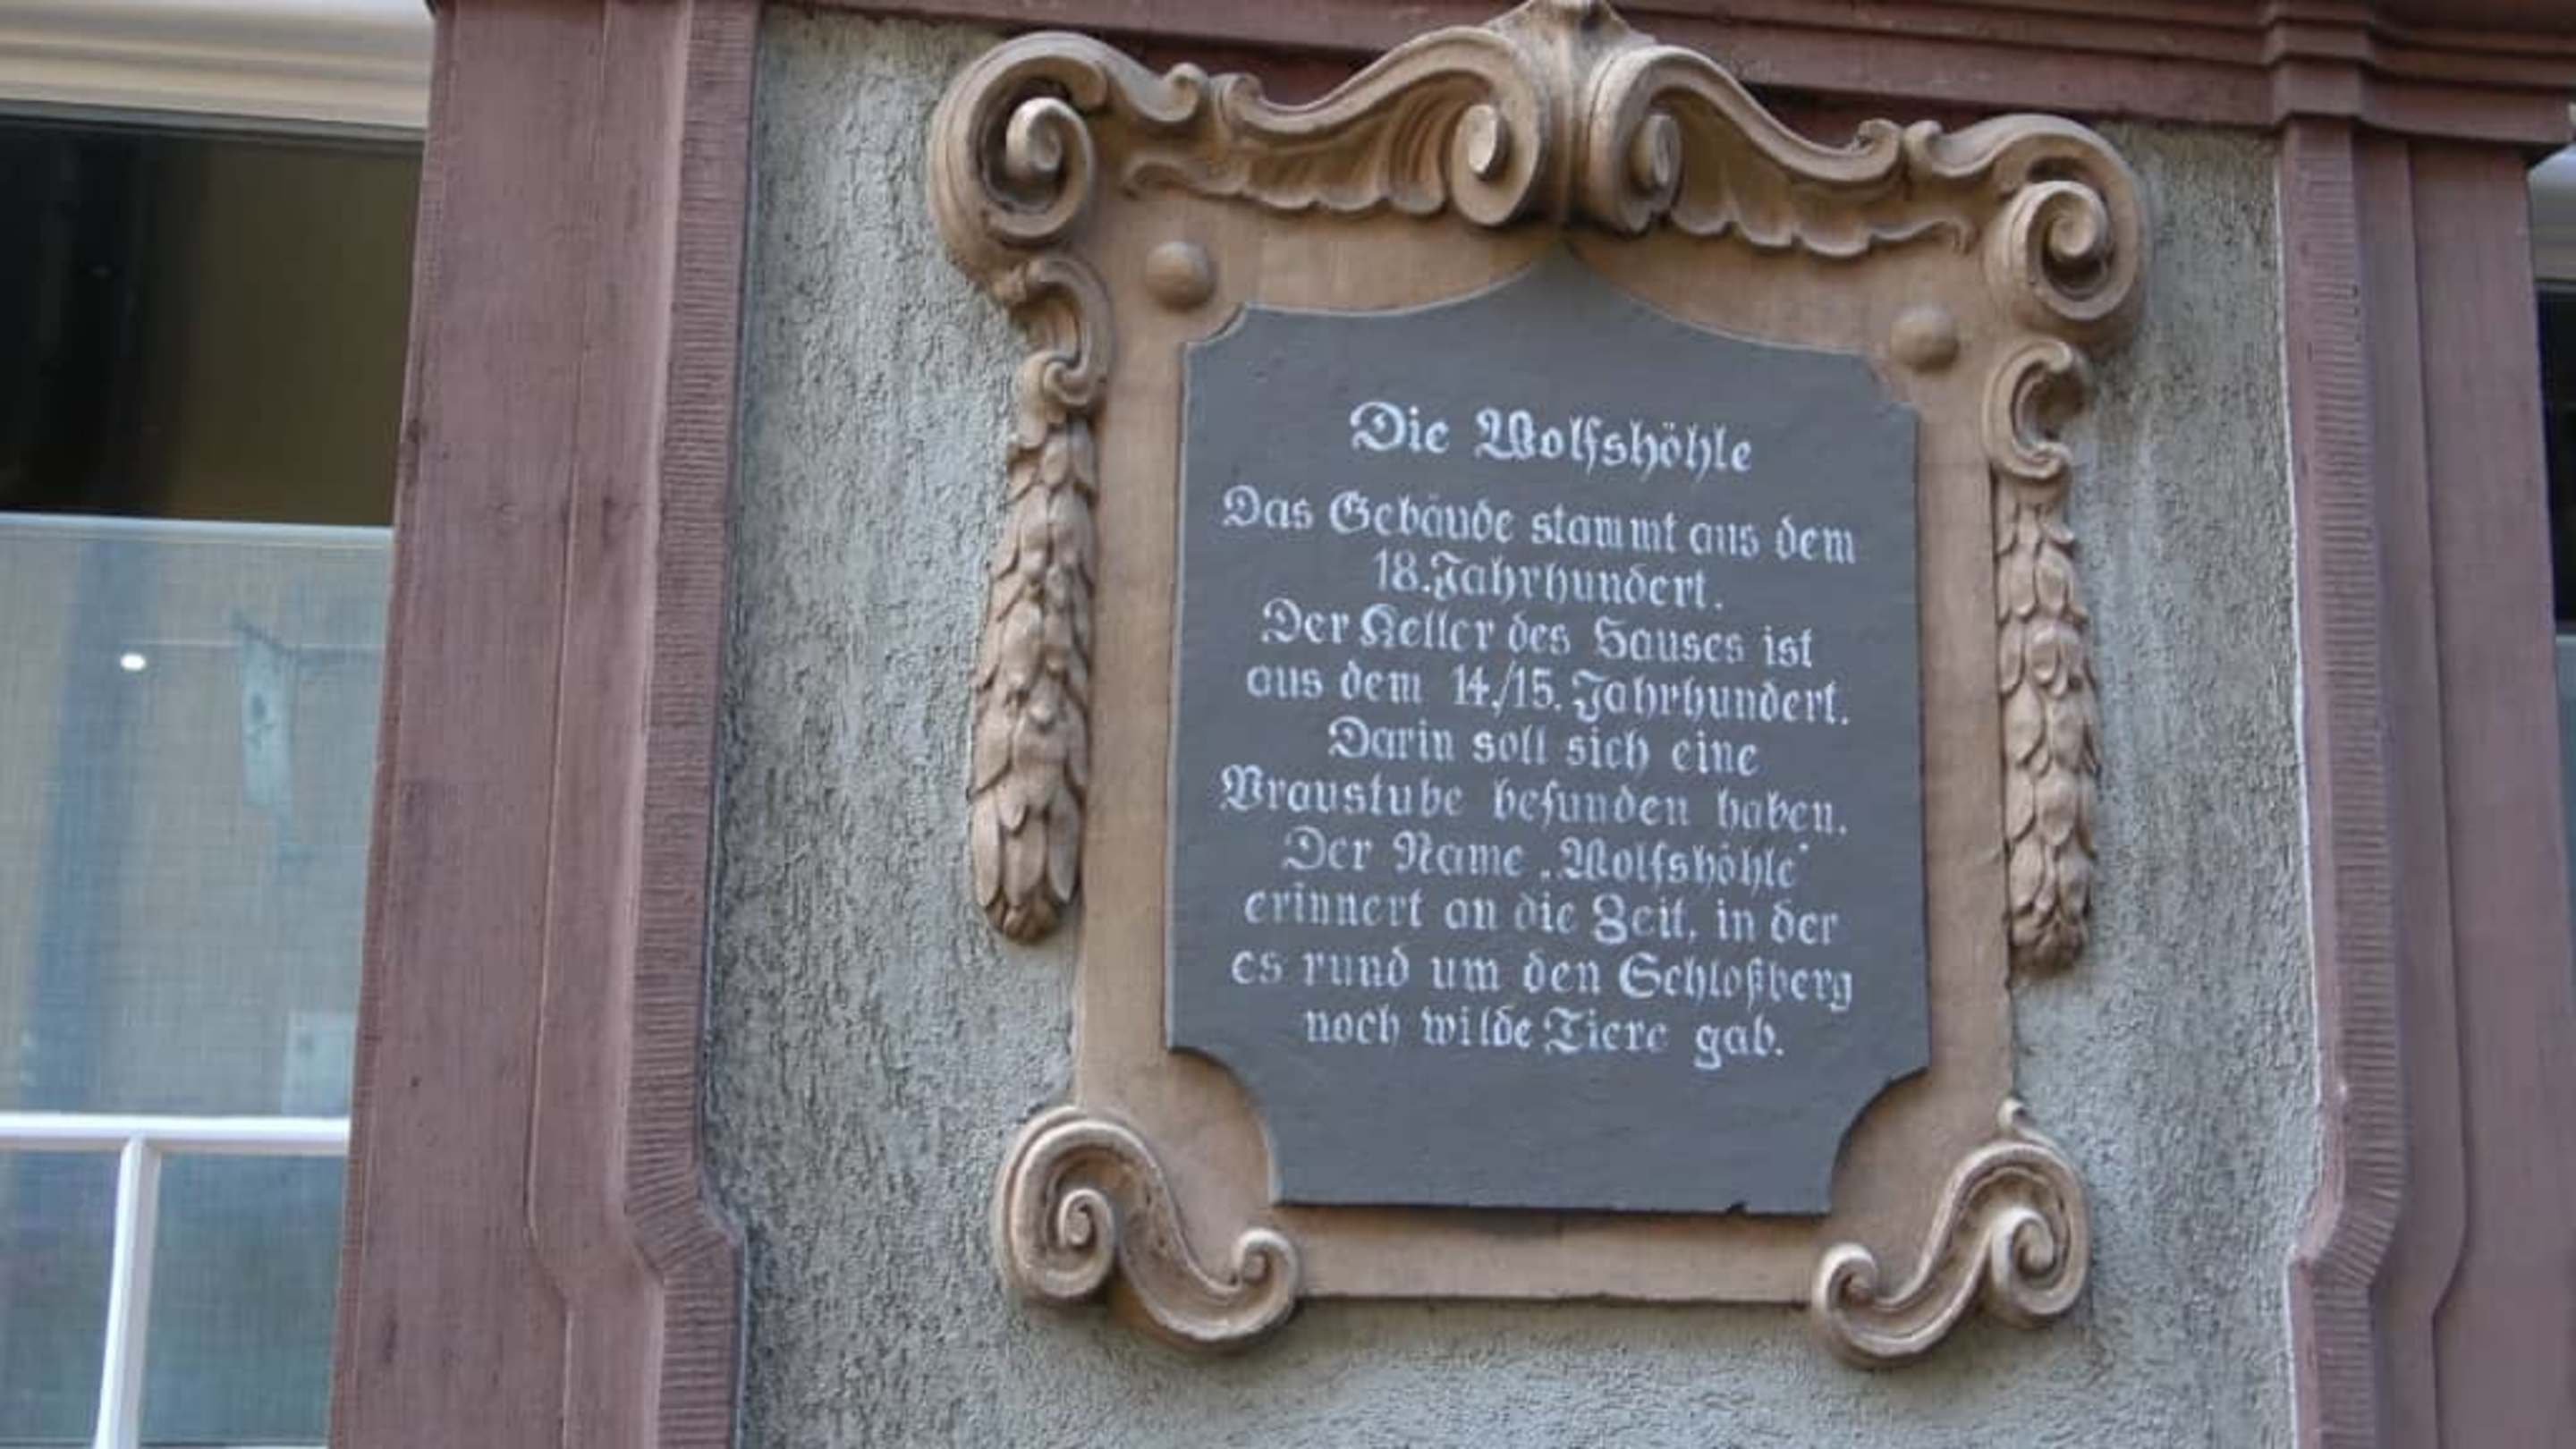 Die Wolfshöhle
Das Gebäude stammt aus dem
18. Jahrhundert.
Der Keller des Hauses ist
aus dem 14./15. Jahrhundert.
Darin soll sich eine
Braustube befunden haben.
Der Name „Wolfshöhle"
erinnert an die Zeit, in der
es rund um den Schloßberg
noch wilde Tiere gab.